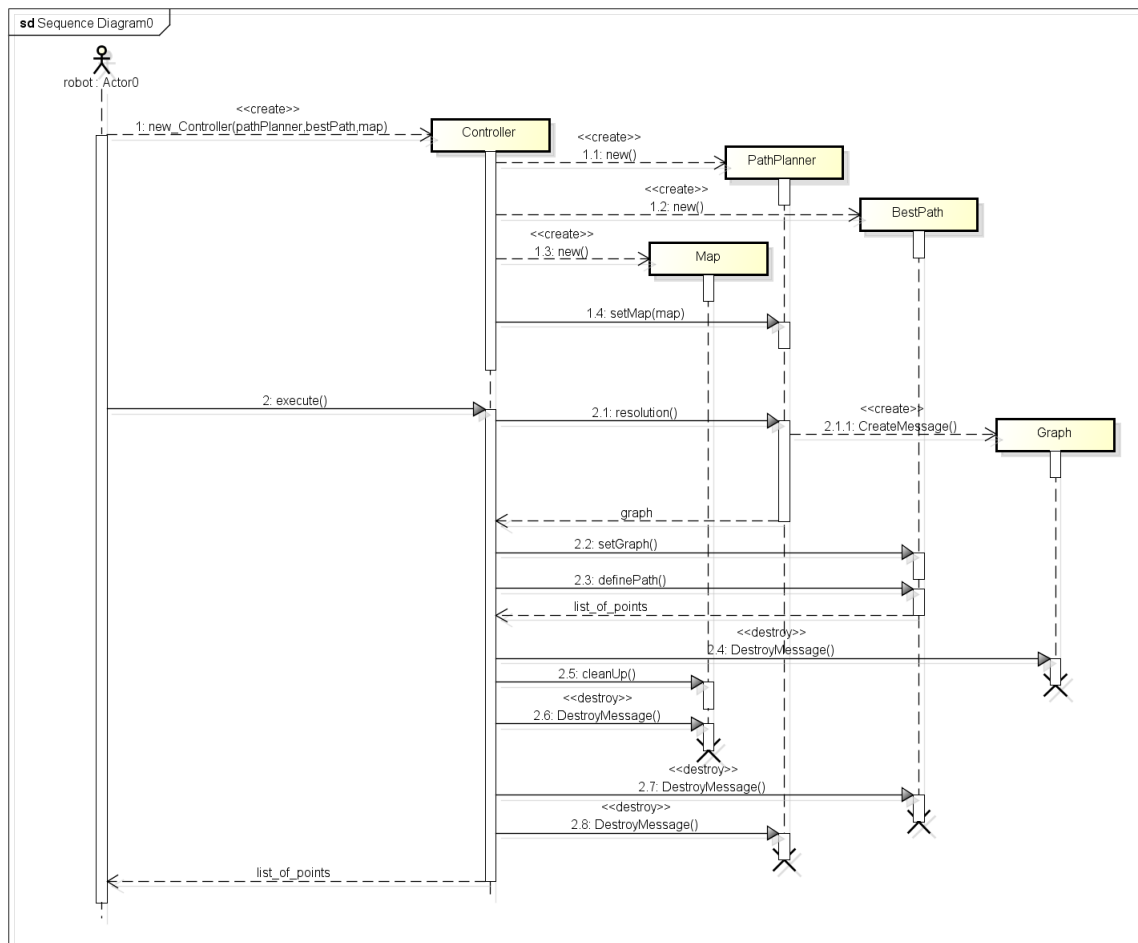 sd Sequence Diagram0
robot : Actor0
<<create>>
1: new_Controller(pathPlanner,bestPath,map)
Controller
<<create>>
1.1: new()
PathPlanner
<<create>>
1.2: new()
BestPath
<<create>>
1.3: new()
Map
1.4: setMap(map)
2: execute()
2.1: resolution()
<<create>>
2.1.1: CreateMessage()
Graph
graph
2.2: setGraph()
2.3: definePath()
list_of_points
<<destroy>>
2.4: DestroyMessage()
2.5: cleanUp()
<<destroy>>
2.6: DestroyMessage()
<<destroy>>
2.7: DestroyMessage()
<<destroy>>
2.8: DestroyMessage()
list_of_points